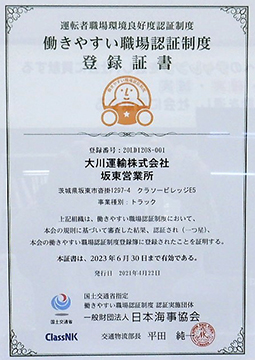 運転者職場環境良好度認証制度
働きやすい職場認証制度
登録証書
登録番号：20LD1208-001
大川運輸株式会社
坂東営業所
茨城県坂東市沓掛1297-4 クラソービレッジE5
事業種別：トラック
上記組織は、働きやすい職場認証制度において、
本会の規則に基づいて審査した結果、認証され（一つ星）、
本会の働きやすい職場認証制度登録簿に登録されたことを証明する。
本証書は、2023年6月30日まで有効である。
発行日 2021年4月22日
国土交通省
国土交通省指定
働きやすい職場認証制度 認証実施団体
一般財団法人 日本海事協会
ClassNK
交通物流部長 平田 純一